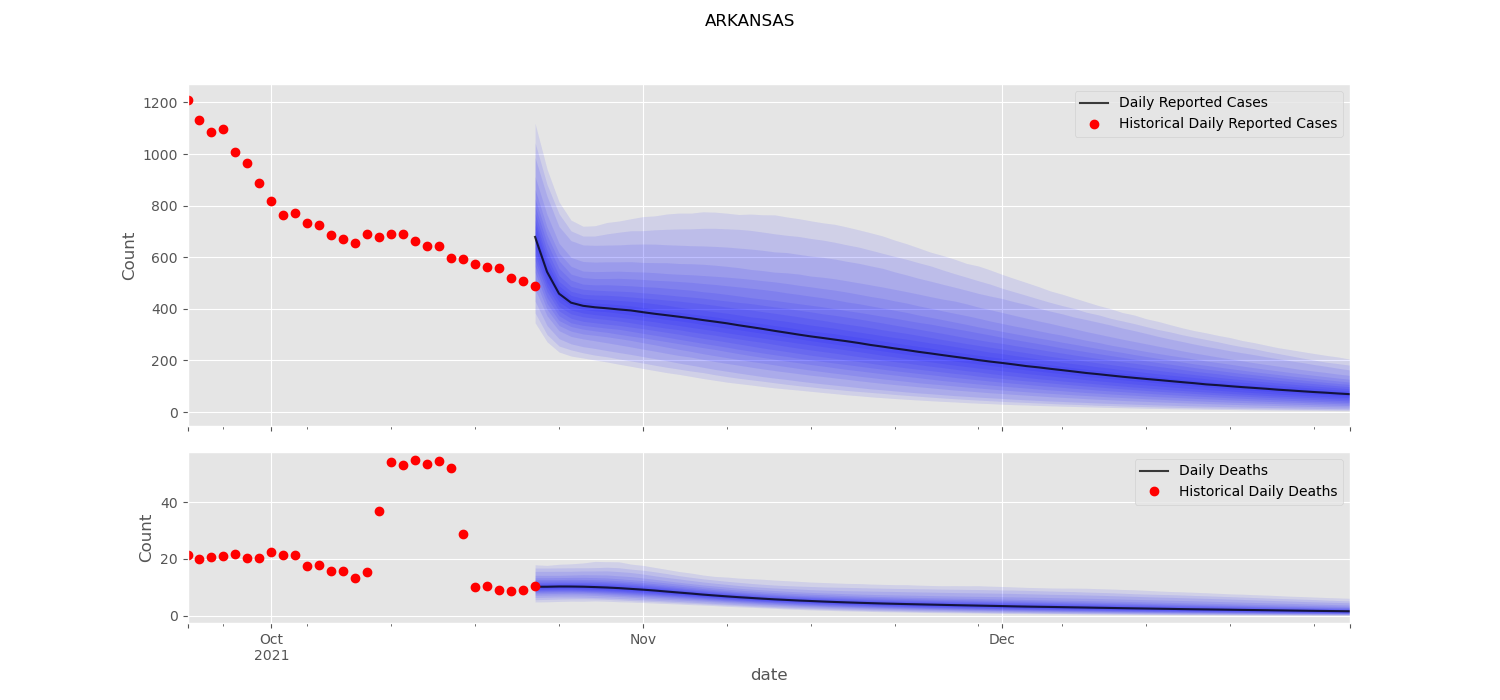 ARKANSAS
1200
1000
800
600
400
200
0
Count
Daily Reported Cases
Historical Daily Reported Cases
40
20
0
Count
Daily Deaths
Historical Daily Deaths
Oct
2021
Nov
Dec
date